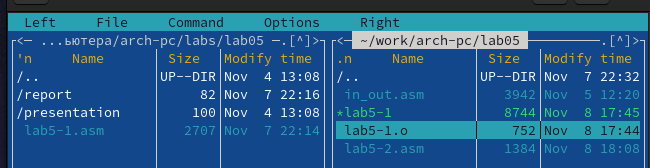 Left File Command Options Right
<─ ...ьютера/arch-pc/labs/lab05 ─.[^]>
'n Name Size Modify time
/.. UP--DIR Nov 4 13:08
/report 82 Nov 7 22:16
/presentation 100 Nov 4 13:08
lab5-1.asm 2707 Nov 7 22:14
<─ ~/work/arch-pc/lab05 ─.[^]>
.n Name Size Modify time
/.. UP--DIR Nov 7 22:32
in_out.asm 3942 Nov 5 12:20
*lab5-1 8744 Nov 8 17:45
lab5-1.o 752 Nov 8 17:44
lab5-2.asm 1384 Nov 8 18:08